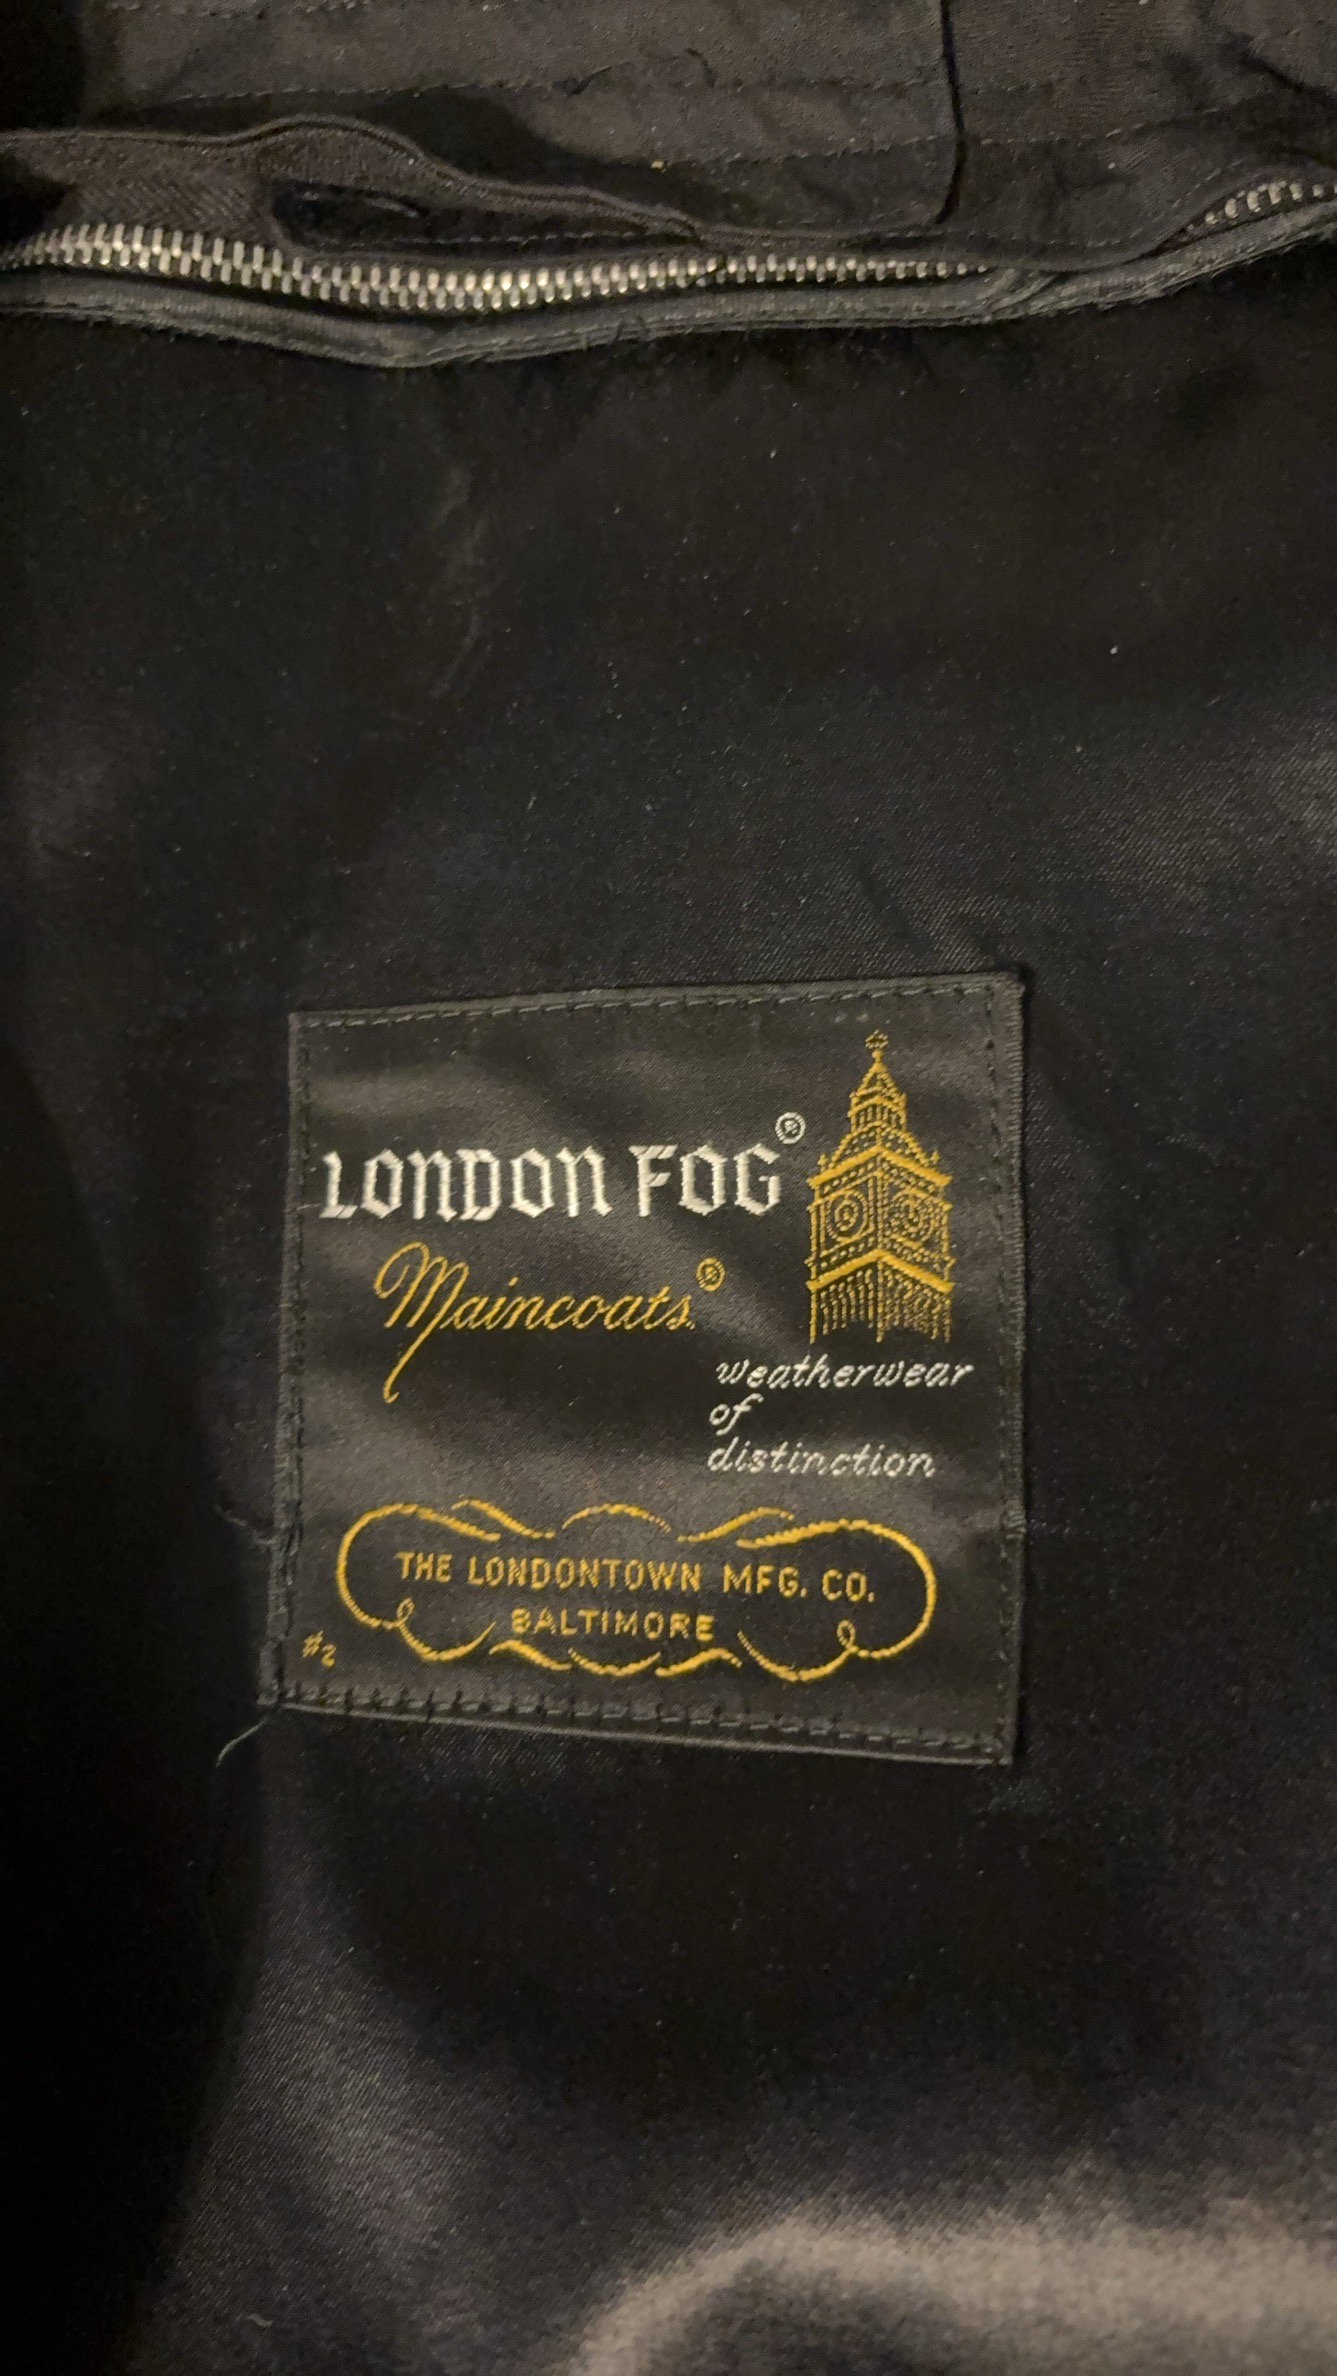 LONDON FOG®
Maincoats®
weatherwear
of
distinction
THE LONDONTOWN MFG. CO.
BALTIMORE
#2